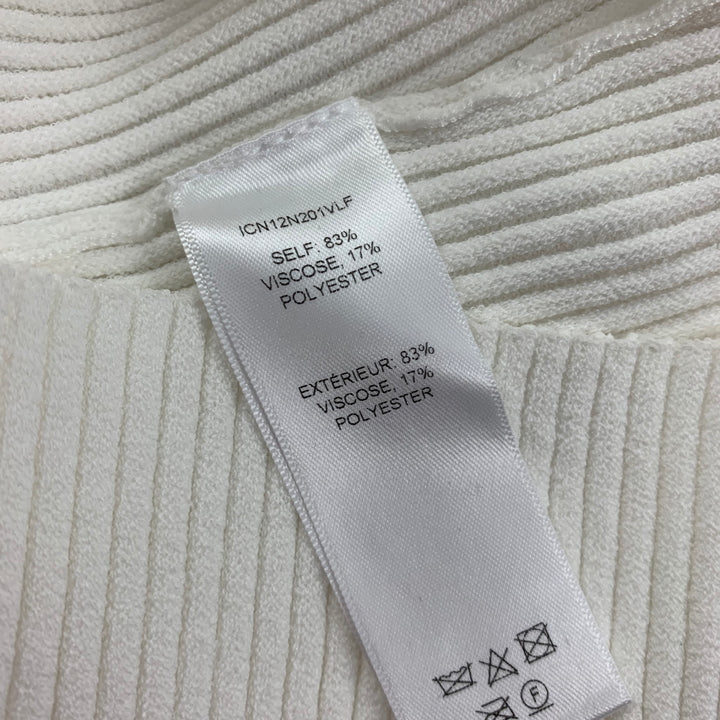 ICN12N201VLF
SELF: 83%
VISCOSE, 17%
POLYESTER
EXTÉRIEUR: 83%
VISCOSE, 17%
POLYESTER
F